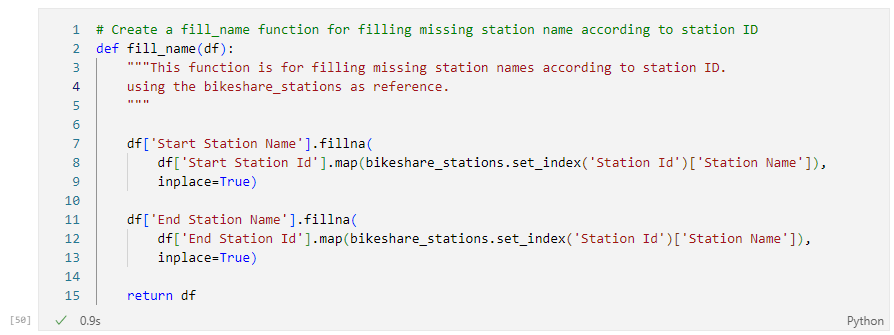 1 # Create a fill_name function for filling missing station name according to station ID
2 def fill_name(df):
3     """This function is for filling missing station names according to station ID.
4     using the bikeshare_stations as reference.
5     """
6
7     df['Start Station Name'].fillna(
8         df['Start Station Id'].map(bikeshare_stations.set_index('Station Id')['Station Name']),
9         inplace=True)
10
11     df['End Station Name'].fillna(
12         df['End Station Id'].map(bikeshare_stations.set_index('Station Id')['Station Name']),
13         inplace=True)
14
15     return df
[50] ✓ 0.9s Python